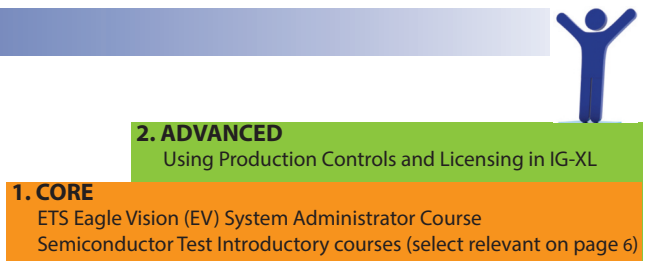 2. ADVANCED
Using Production Controls and Licensing in IG-XL
1. CORE
ETS Eagle Vision (EV) System Administrator Course
Semiconductor Test Introductory courses (select relevant on page 6)